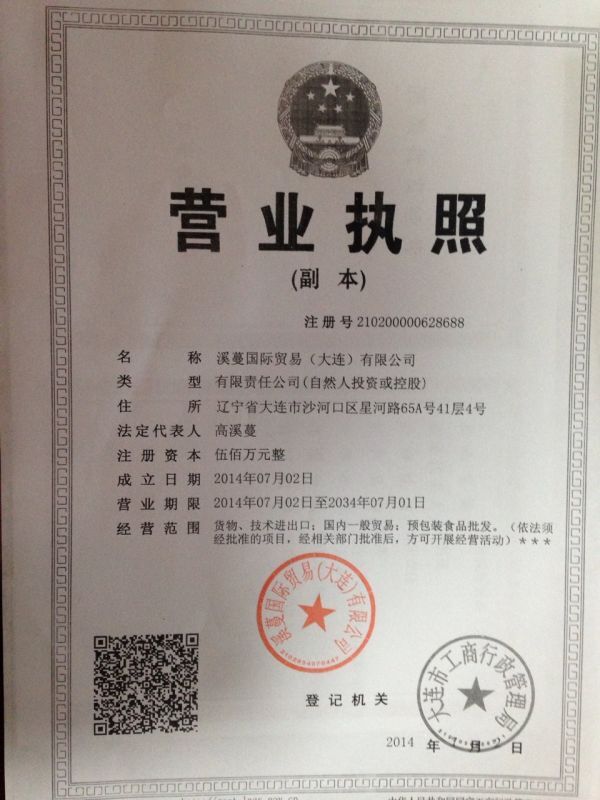 营业执照
(副 本)
注 册 号 210200000628688
名 称 溪蔓国际贸易（大连）有限公司
类 型 有限责任公司(自然人投资或控股)
住 所 辽宁省大连市沙河口区星河路65A号41层4号
法定代表人 高溪蔓
注 册 资 本 伍佰万元整
成 立 日 期 2014年07月02日
营 业 期 限 2014年07月02日至2034年07月01日
经 营 范 围 货物、技术进出口；国内一般贸易；预包装食品批发。（依法须
经批准的项目，经相关部门批准后，方可开展经营活动）***
溪蔓国际贸易(大连)有限公司
登 记 机 关
大连市工商行政管理局
2014 年 月 2日